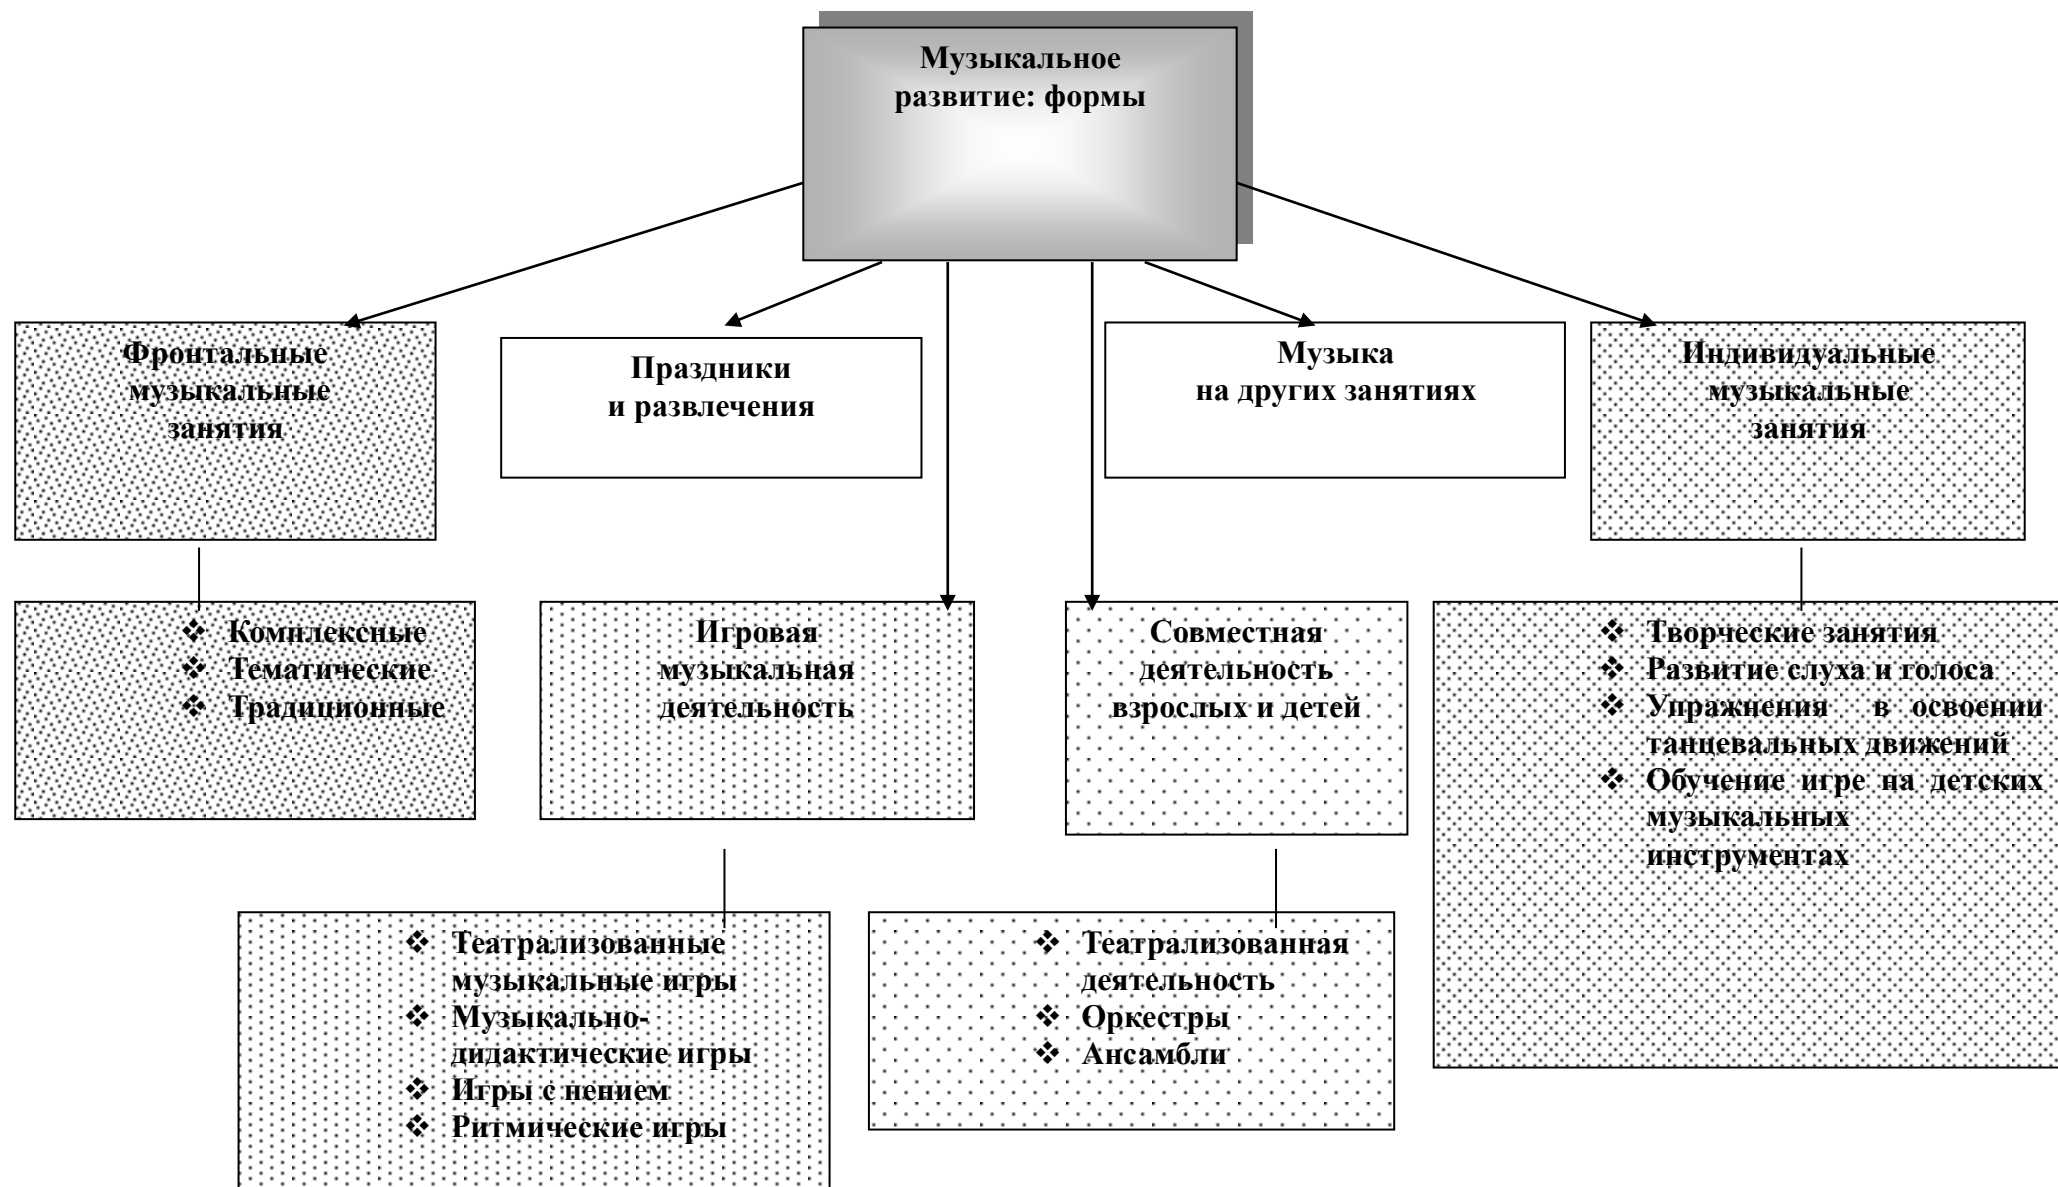 Музыкальное
развитие: формы
Фронтальные
музыкальные
занятия
Праздники
и развлечения
Музыка
на других занятиях
Индивидуальные
музыкальные
занятия
❖ Комплексные
❖ Тематические
❖ Традиционные
Игровая
музыкальная
деятельность
Совместная
деятельность
взрослых и детей
❖ Творческие занятия
❖ Развитие слуха и голоса
❖ Упражнения в освоении
танцевальных движений
❖ Обучение игре на детских
музыкальных
инструментах
❖ Театрализованные
музыкальные игры
❖ Музыкально-
дидактические игры
❖ Игры с пением
❖ Ритмические игры
❖ Театрализованная
деятельность
❖ Оркестры
❖ Ансамбли